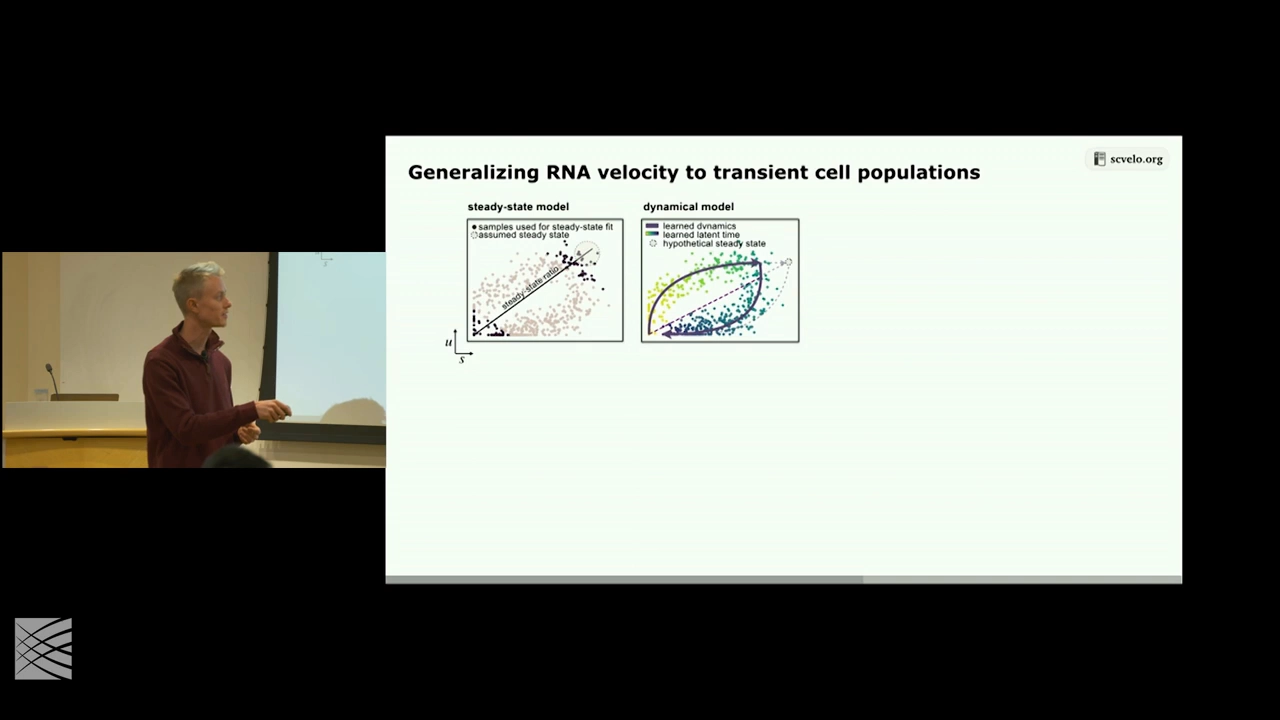 scvelo.org
Generalizing RNA velocity to transient cell populations
steady-state model
samples used for steady-state fit
assumed steady state
steady-state ratio
u
s
dynamical model
learned dynamics
learned latent time
hypothetical steady state